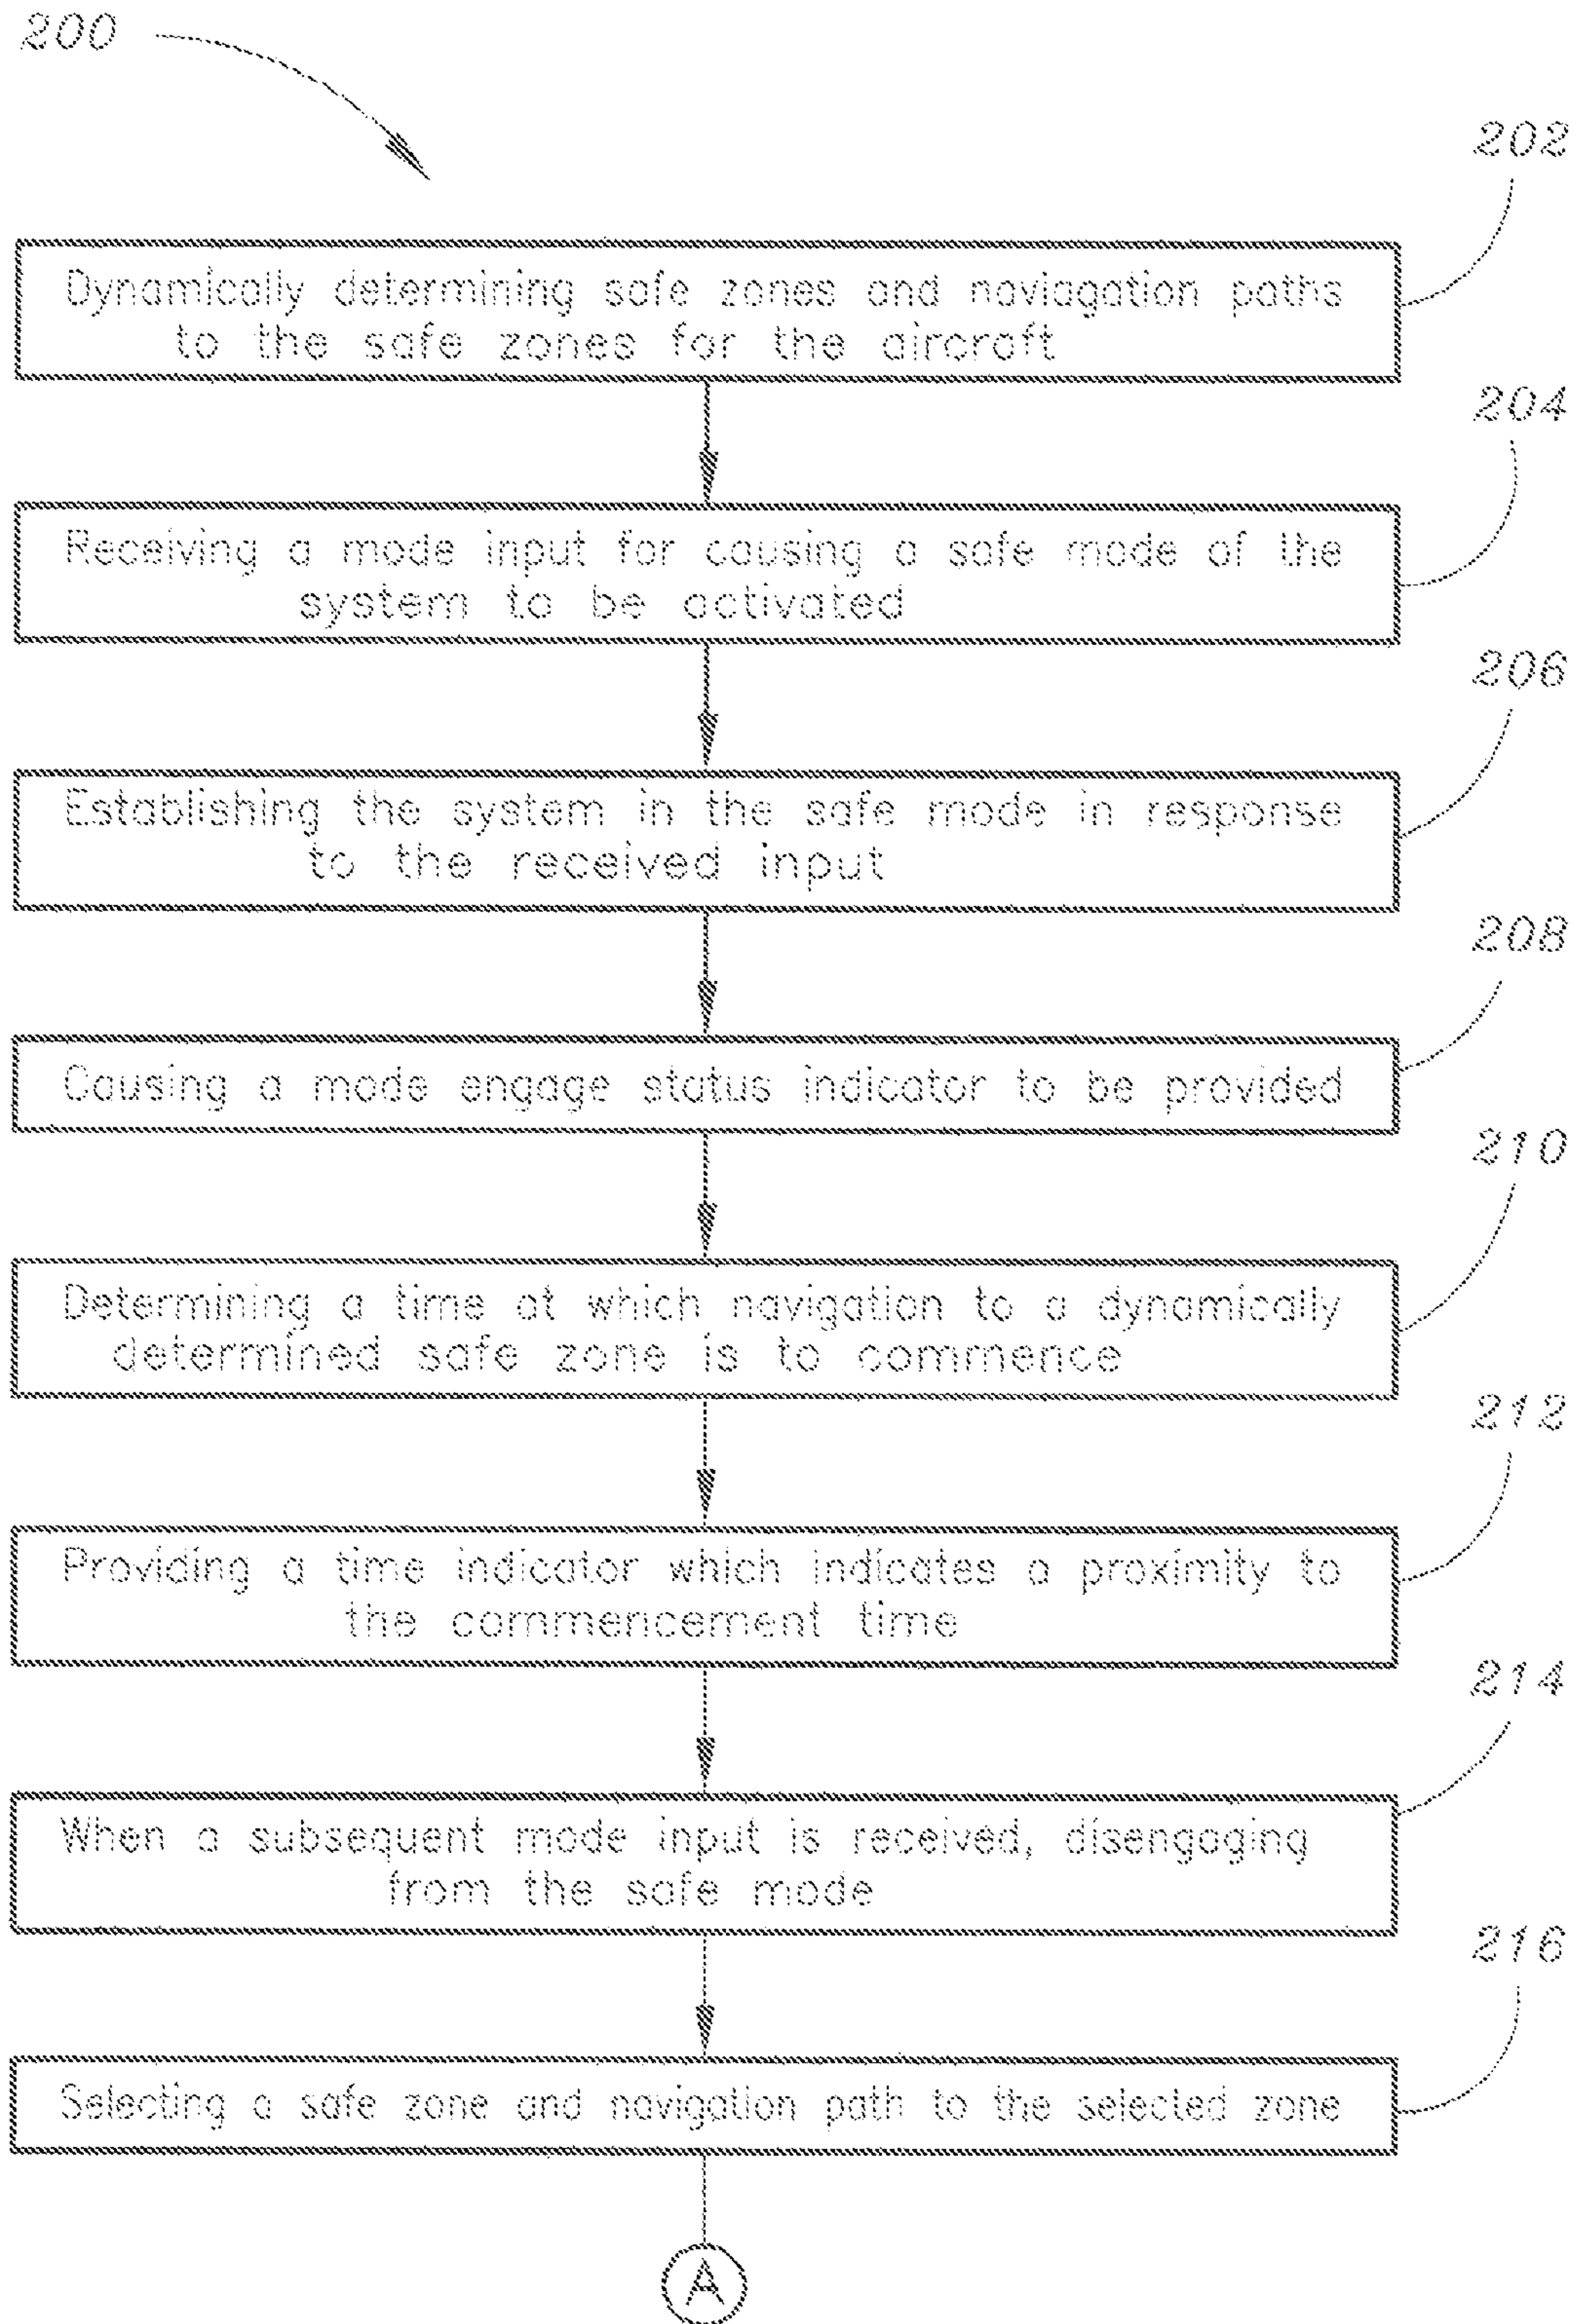 200
202
Dynamically determining safe zones and naviagation paths
to the safe zones for the aircraft
204
Receiving a mode input for causing a safe mode of the
system to be activated
206
Establishing the system in the safe mode in response
to the received input
208
Causing a mode engage status indicator to be provided
210
Determining a time at which navigation to a dynamically
determined safe zone is to commence
212
Providing a time indicator which indicates a proximity to
the commencement time
214
When a subsequent mode input is received, disengaging
from the safe mode
216
Selecting a safe zone and navigation path to the selected zone
A